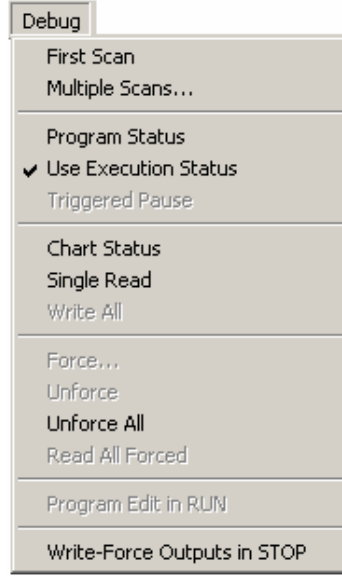 Debug
First Scan
Multiple Scans...
Program Status
Use Execution Status
Triggered Pause
Chart Status
Single Read
Write All
Force...
Unforce
Unforce All
Read All Forced
Program Edit in RUN
Write-Force Outputs in STOP